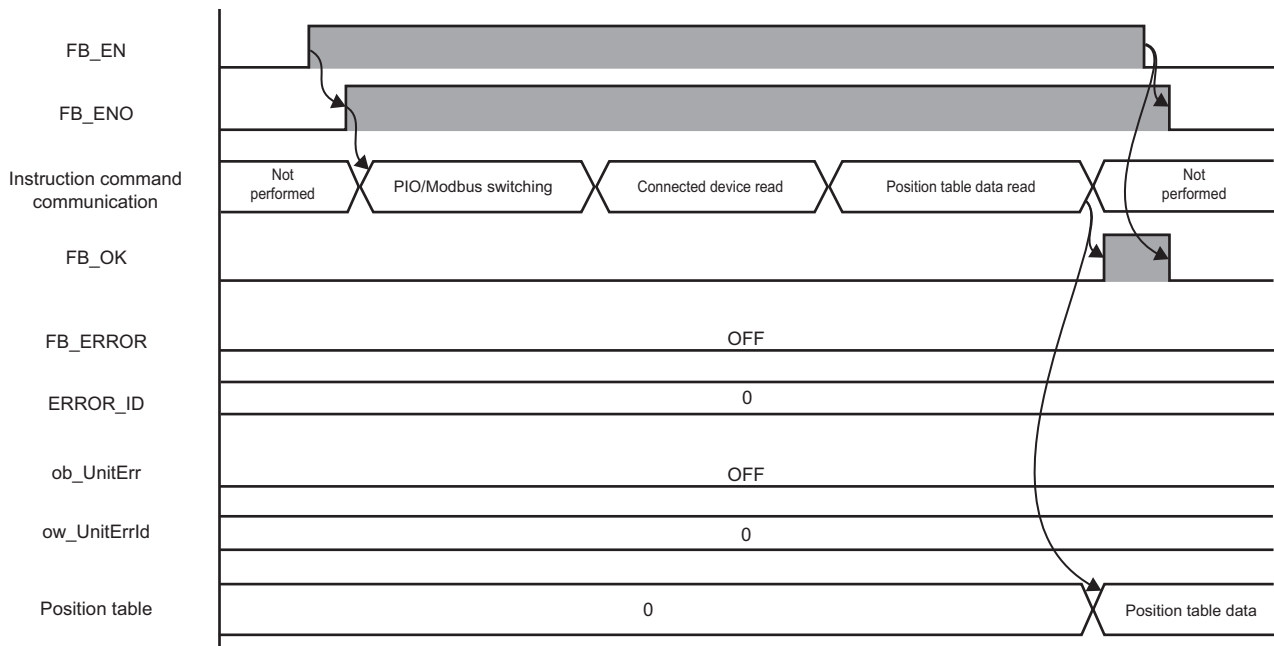 FB_EN
FB_ENO
Instruction command
communication
Not
performed
PIO/Modbus switching
Connected device read
Position table data read
Not
performed
FB_OK
FB_ERROR
OFF
ERROR_ID
0
ob_UnitErr
OFF
ow_UnitErrId
0
Position table
0
Position table data